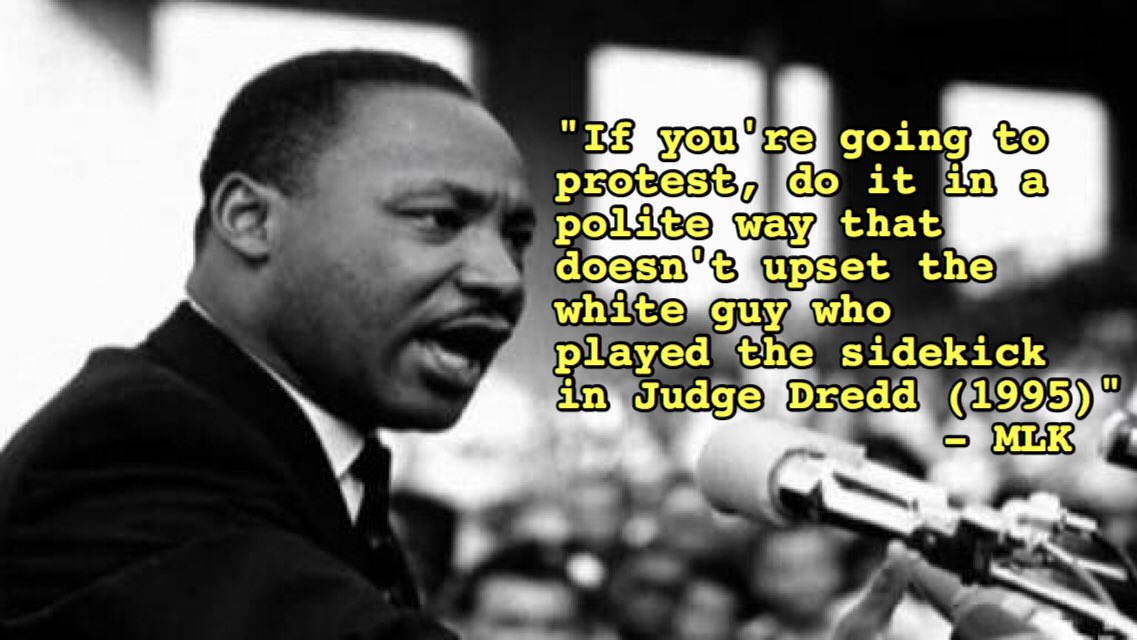 "If you're going to
protest, do it in a
polite way that
doesn't upset the
white guy who
played the sidekick
in Judge Dredd (1995)"
- MLK